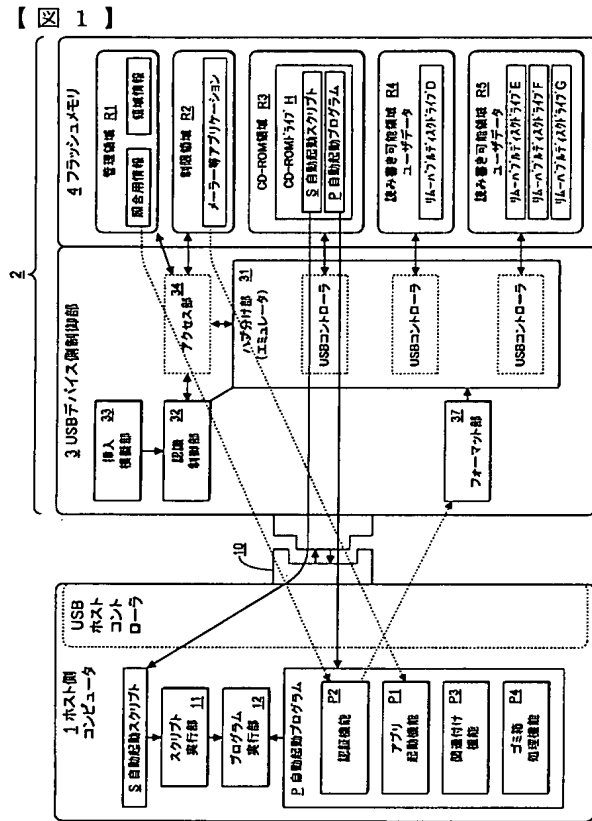 【図1】
2
4 フラッシュメモリ
管理領域 R1
照合用情報
領域情報
制限領域 R2
メーラー等アプリケーション
CD-ROM領域 R3
CD-ROMドライブ H
S 自動起動スクリプト
P 自動起動プログラム
読み書き可能領域 R4
ユーザデータ
リムーバブルディスクドライブD
読み書き可能領域 R5
ユーザデータ
リムーバブルディスクドライブE
リムーバブルディスクドライブF
リムーバブルディスクドライブG
3 USBデバイス側制御部
挿入
模擬部
33
認識
制御部
32
アクセス部
34
ハブ分け部
(エミュレータ)
31
USBコントローラ
USBコントローラ
USBコントローラ
フォーマット部
37
10
1 ホスト側
コンピュータ
USB
ホスト
コント
ローラ
S 自動起動スクリプト
スクリプト
実行部
11
プログラム
実行部
12
P 自動起動プログラム
認証機能
P2
アプリ
起動機能
P1
関連付け
機能
P3
ゴミ箱
処理機能
P4